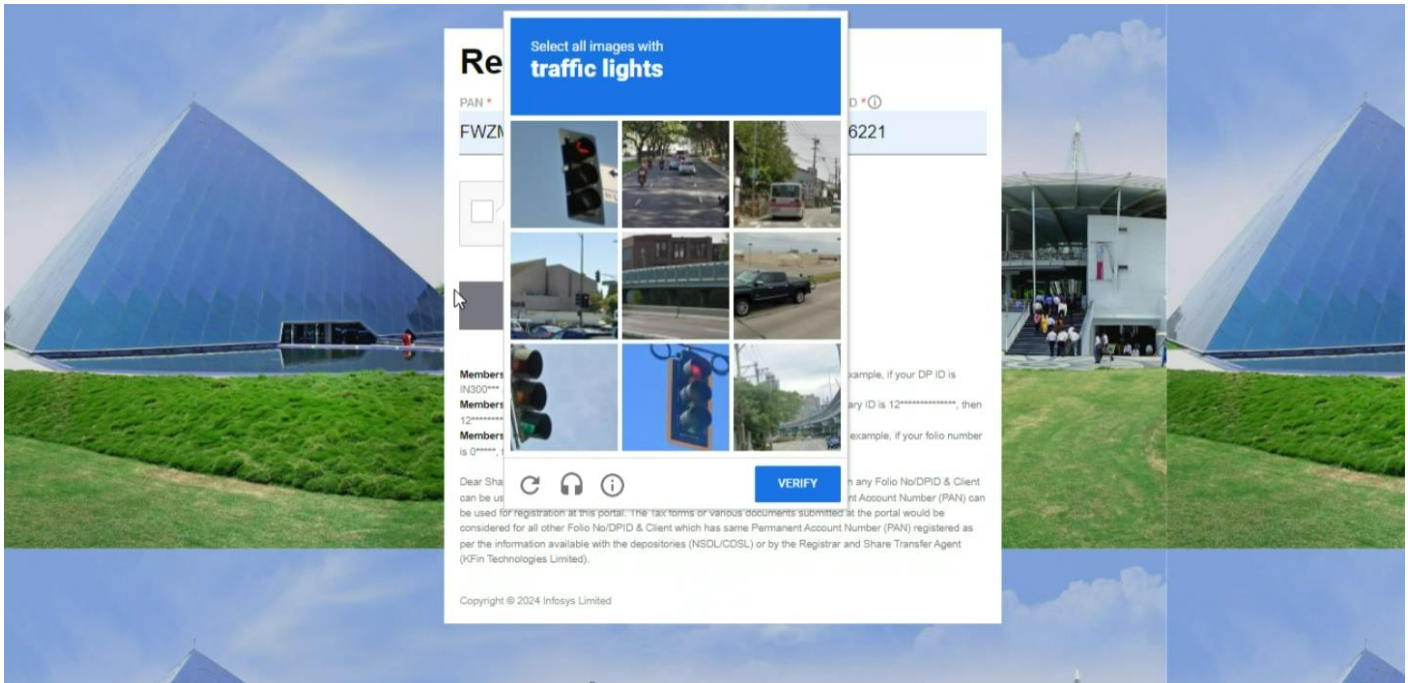 Select all images with
traffic lights
Re
PAN *
D *
FWZ
6221
Members
xample, if your DP ID is
IN300***
Members
ary ID is 12**************, then
12********
Members
example, if your folio number
is 0*****,
Dear Sha
h any Folio No/DPID & Client
can be us
nt Account Number (PAN) can
VERIFY
be used for registration at this portal. The Tax forms or various documents submitted at the portal would be
considered for all other Folio No/DPID & Client which has same Permanent Account Number (PAN) registered as
per the information available with the depositories (NSDL/CDSL) or by the Registrar and Share Transfer Agent
(KFin Technologies Limited).
Copyright © 2024 Infosys Limited